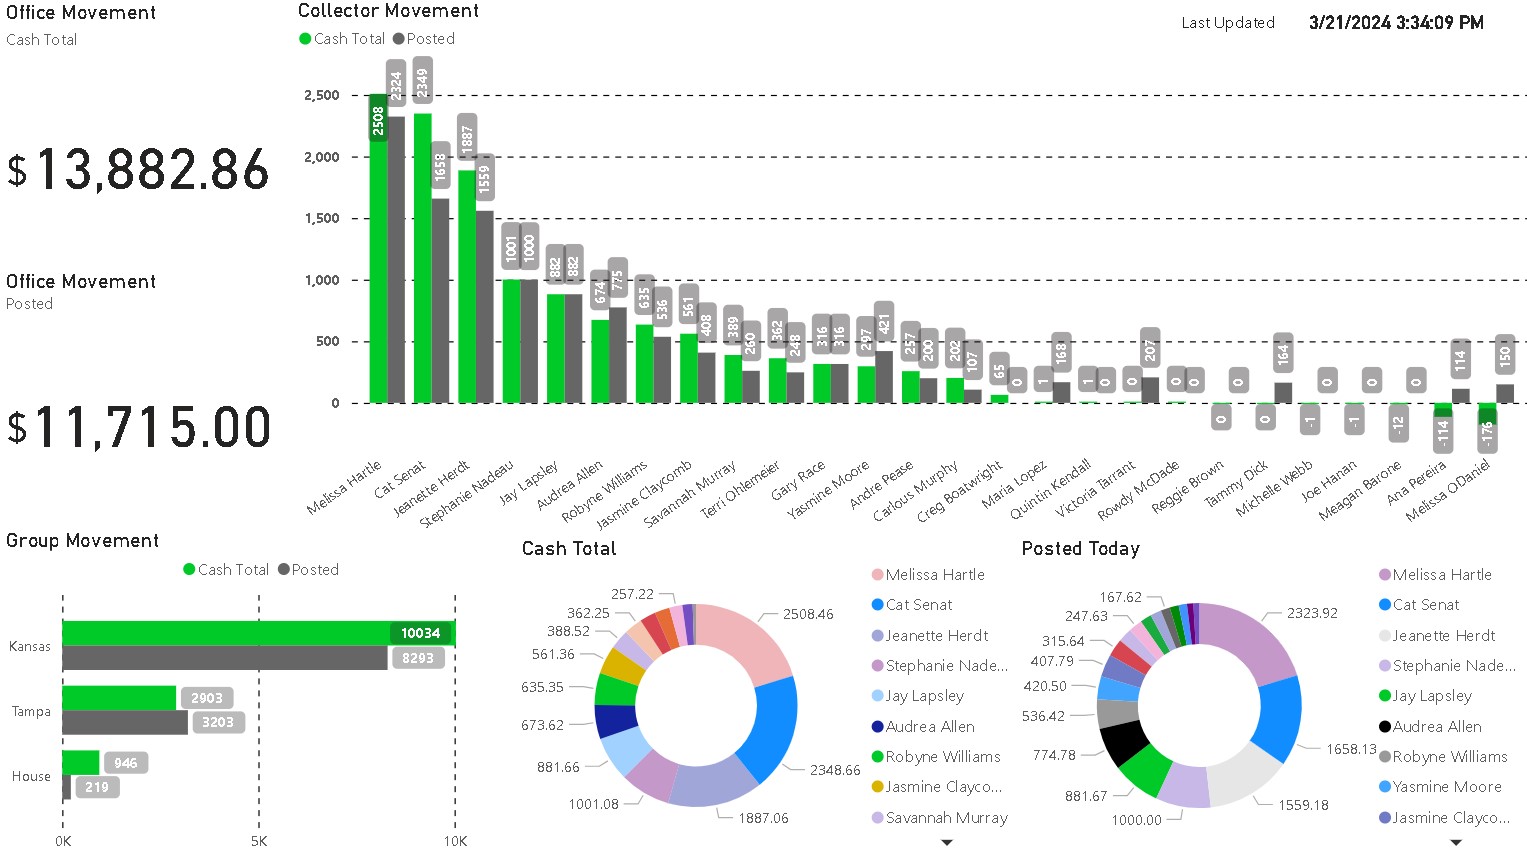 Office Movement
Cash Total
$ 13,882.86
Office Movement
Posted
$ 11,715.00
Collector Movement
Cash Total Posted
Last Updated 3/21/2024 3:34:09 PM
2,500
2,000
1,500
1,000
500
0
2508 2324 2349 1658 1887 1559 1001 1000 882 882 674 775 635 536 561 408 389 260 362 248 316 316 297 421 257 200 202 107 65 0 1 168 1 0 0 207 0 0 0 0 0 164 -1 0 -1 0 -12 0 -114 114 -176 150
Melissa Hartle
Cat Senat
Jeanette Herdt
Stephanie Nadeau
Jay Lapsley
Audrea Allen
Robyne Williams
Jasmine Claycomb
Savannah Murray
Terri Ohlemeier
Gary Race
Yasmine Moore
Andre Pease
Carlous Murphy
Creg Boatwright
Maria Lopez
Quintin Kendall
Victoria Tarrant
Rowdy McDade
Reggie Brown
Tammy Dick
Michelle Webb
Joe Hanan
Meagan Barone
Ana Pereira
Melissa ODaniel
Group Movement
Cash Total Posted
Kansas
10034
8293
Tampa
2903
3203
House
946
219
0K 5K 10K
Cash Total
257.22
362.25
388.52
561.36
635.35
673.62
881.66
1001.08
1887.06
2348.66
2508.46
Melissa Hartle
Cat Senat
Jeanette Herdt
Stephanie Nade...
Jay Lapsley
Audrea Allen
Robyne Williams
Jasmine Clayco...
Savannah Murray
Posted Today
167.62
247.63
315.64
407.79
420.50
536.42
774.78
881.67
1000.00
1559.18
1658.13
2323.92
Melissa Hartle
Cat Senat
Jeanette Herdt
Stephanie Nade...
Jay Lapsley
Audrea Allen
Robyne Williams
Yasmine Moore
Jasmine Clayco...